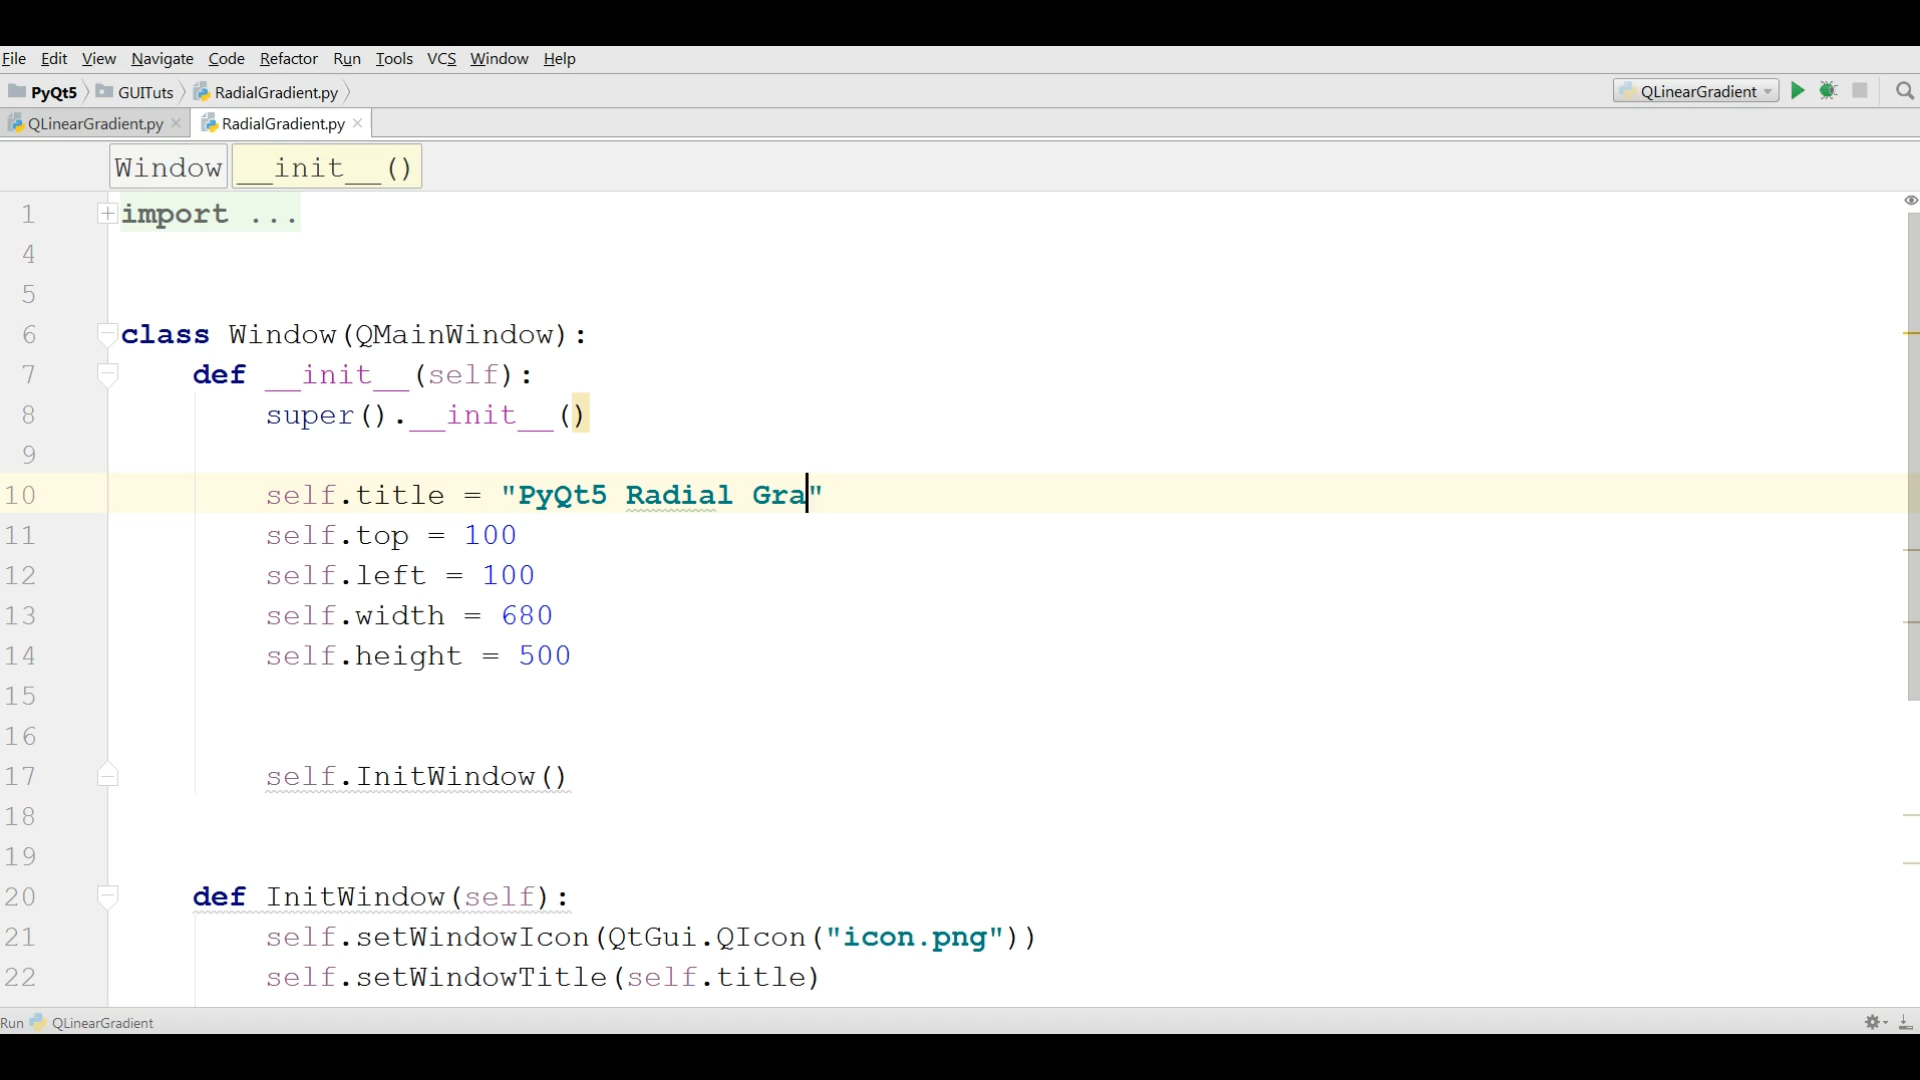 File Edit View Navigate Code Refactor Run Tools VCS Window Help
PyQt5 GUITuts RadialGradient.py QLinearGradient
QLinearGradient.py RadialGradient.py
Window __init__()
1 import ...
4
5
6 class Window(QMainWindow):
7 def __init__(self):
8 super().__init__()
9
10 self.title = "PyQt5 Radial Gra"
11 self.top = 100
12 self.left = 100
13 self.width = 680
14 self.height = 500
15
16
17 self.InitWindow()
18
19
20 def InitWindow(self):
21 self.setWindowIcon(QtGui.QIcon("icon.png"))
22 self.setWindowTitle(self.title)
Run QLinearGradient